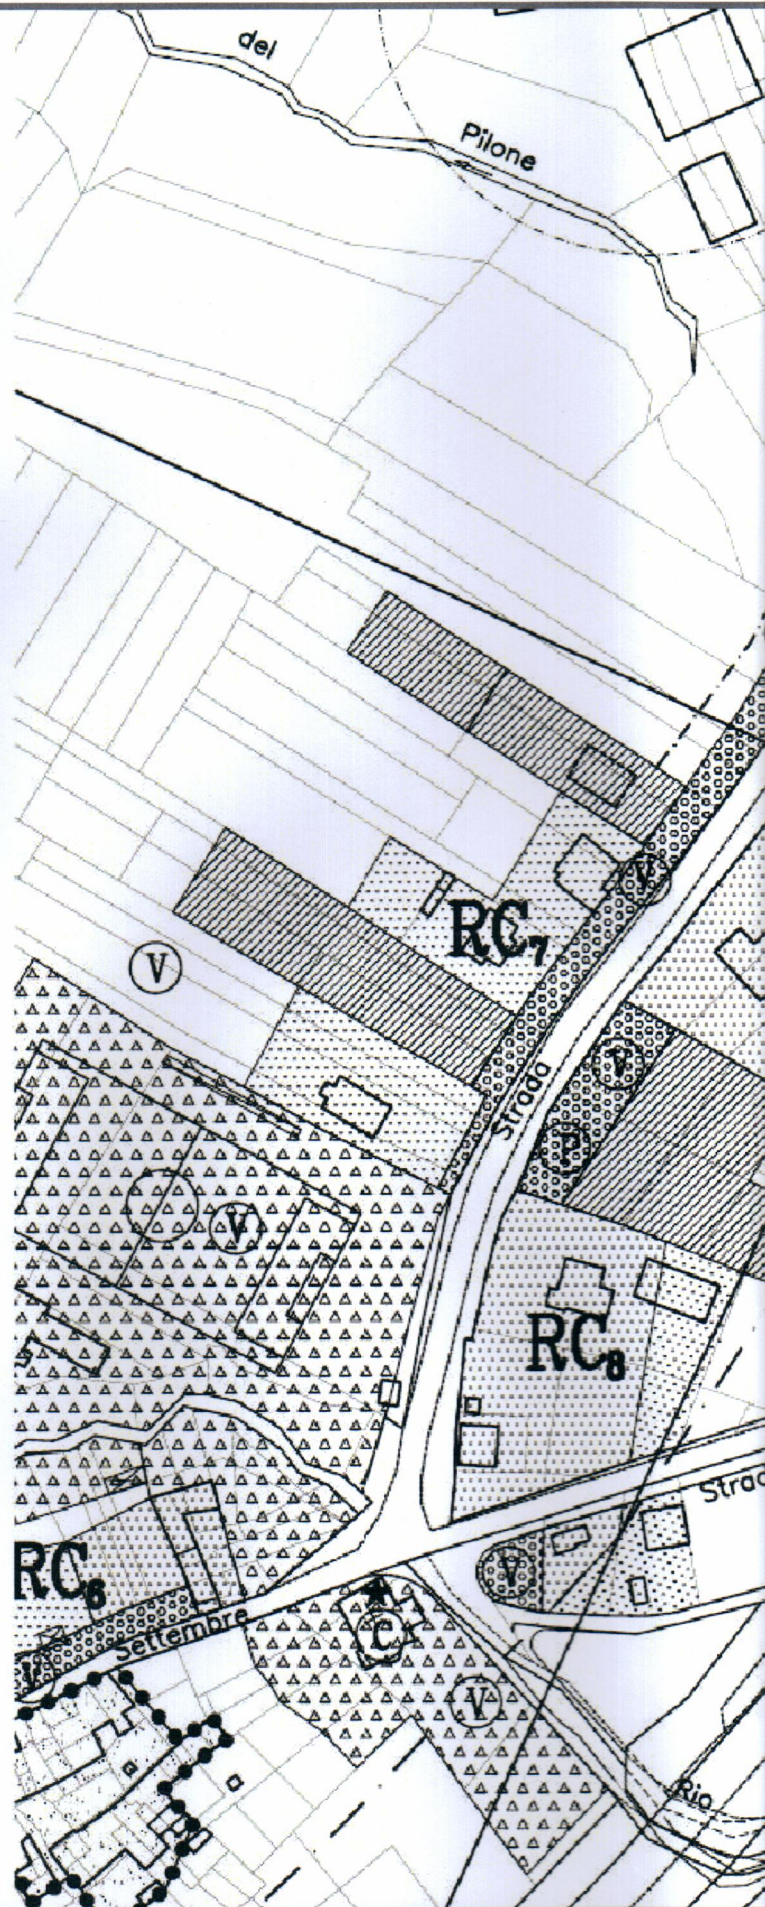 del
Pilone
V
RC7
V
V
Strada
P
V
RC8
Strad
RC6
V
Settembre
C
V
V
Rio